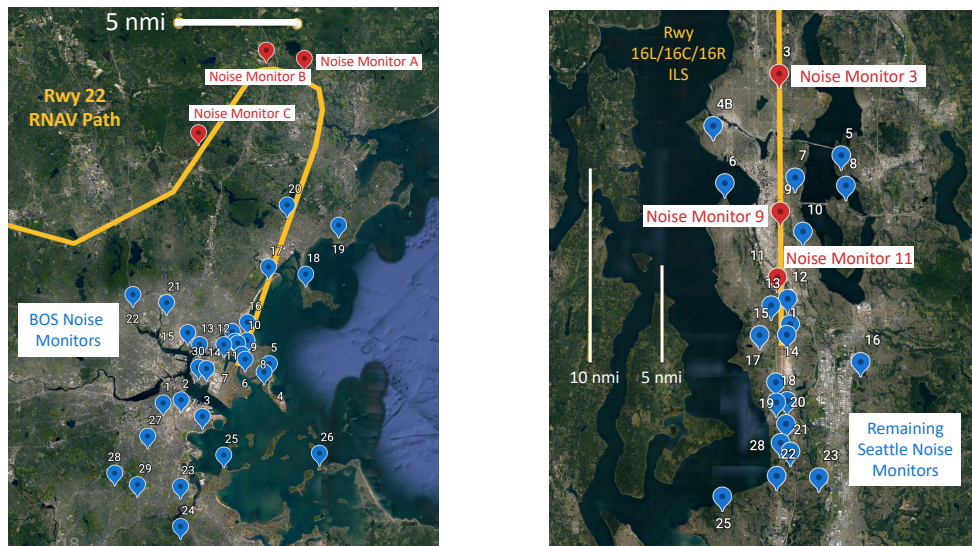 5 nmi
Noise Monitor A
Noise Monitor B
Rwy 22
RNAV Path
Noise Monitor C
20
19
17
18
21
22
BOS Noise
Monitors
16
15
13
12
10
30
14
11
9
5
8
7
6
4
1
2
3
27
25
26
28
29
23
24
Rwy
16L/16C/16R
ILS
3
Noise Monitor 3
4B
5
6
7
8
9
Noise Monitor 9
10
11
Noise Monitor 11
12
13
15
1
14
17
16
10 nmi
5 nmi
18
19
20
21
Remaining
Seattle Noise
Monitors
28
22
23
25